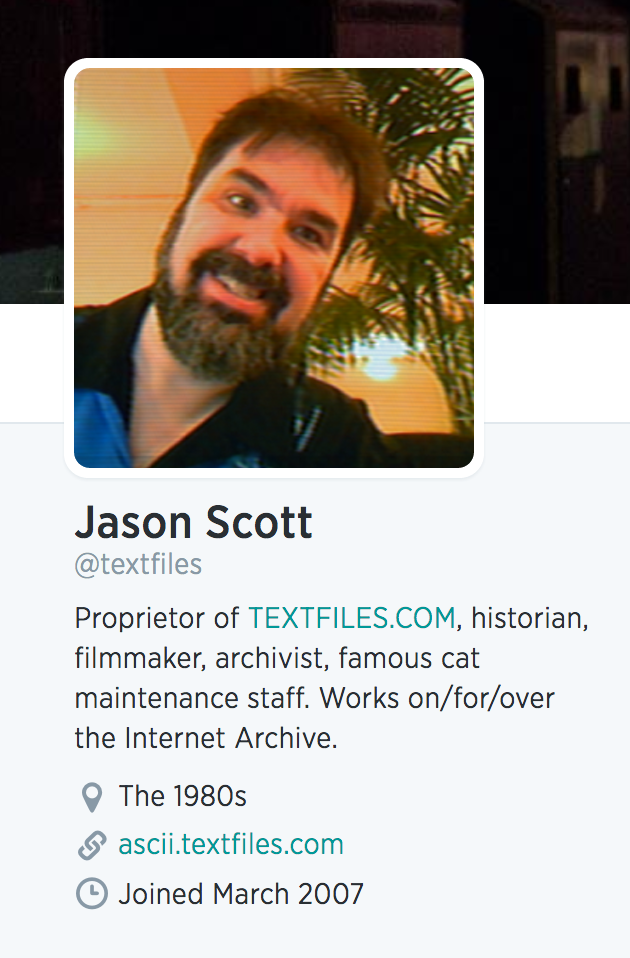 Jason Scott
@textfiles
Proprietor of TEXTFILES.COM, historian,
filmmaker, archivist, famous cat
maintenance staff. Works on/for/over
the Internet Archive.
The 1980s
ascii.textfiles.com
Joined March 2007